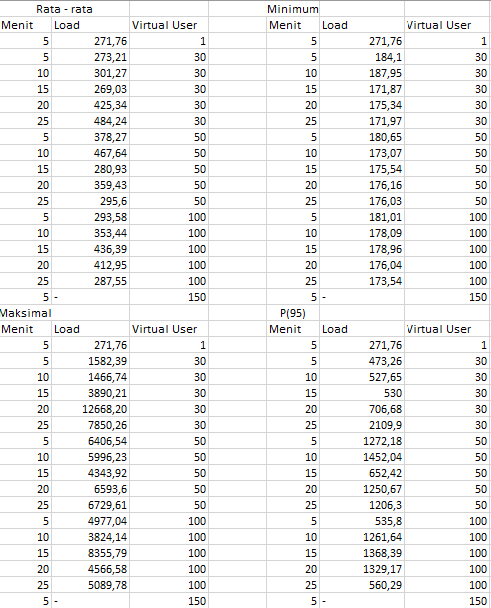 Rata - rata Minimum
Menit Load Virtual User Menit Load Virtual User
5 271,76 1 5 271,76 1
5 273,21 30 5 184,1 30
10 301,27 30 10 187,95 30
15 269,03 30 15 171,87 30
20 425,34 30 20 175,34 30
25 484,24 30 25 171,97 30
5 378,27 50 5 180,65 50
10 467,64 50 10 173,07 50
15 280,93 50 15 175,54 50
20 359,43 50 20 176,16 50
25 295,6 50 25 176,03 50
5 293,58 100 5 181,01 100
10 353,44 100 10 178,09 100
15 436,39 100 15 178,96 100
20 412,95 100 20 176,04 100
25 287,55 100 25 173,54 100
5 - 150 5 - 150
Maksimal P(95)
Menit Load Virtual User Menit Load Virtual User
5 271,76 1 5 271,76 1
5 1582,39 30 5 473,26 30
10 1466,74 30 10 527,65 30
15 3890,21 30 15 530 30
20 12668,20 30 20 706,68 30
25 7850,26 30 25 2109,9 30
5 6406,54 50 5 1272,18 50
10 5996,23 50 10 1452,04 50
15 4343,92 50 15 652,42 50
20 6593,6 50 20 1250,67 50
25 6729,61 50 25 1206,3 50
5 4977,04 100 5 535,8 100
10 3824,14 100 10 1261,64 100
15 8355,79 100 15 1368,39 100
20 4566,58 100 20 1329,17 100
25 5089,78 100 25 560,29 100
5 - 150 5 - 150